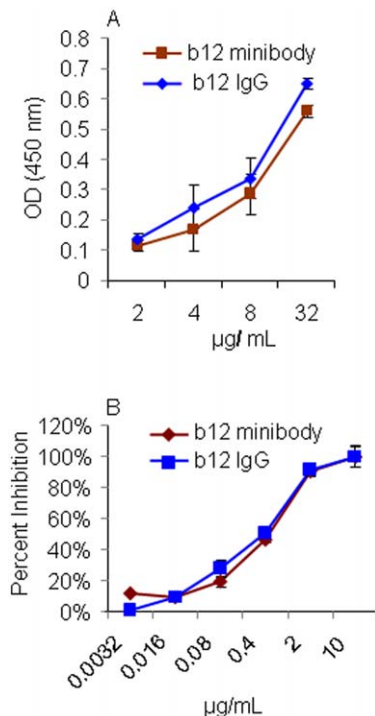 A
b12 minibody
b12 IgG
OD (450 nm)
0.8
0.7
0.6
0.5
0.4
0.3
0.2
0.1
0
2 4 8 32
µg/ mL
B
b12 minibody
b12 IgG
Percent Inhibition
120%
100%
80%
60%
40%
20%
0%
0.0032 0.016 0.08 0.4 2 10
µg/mL